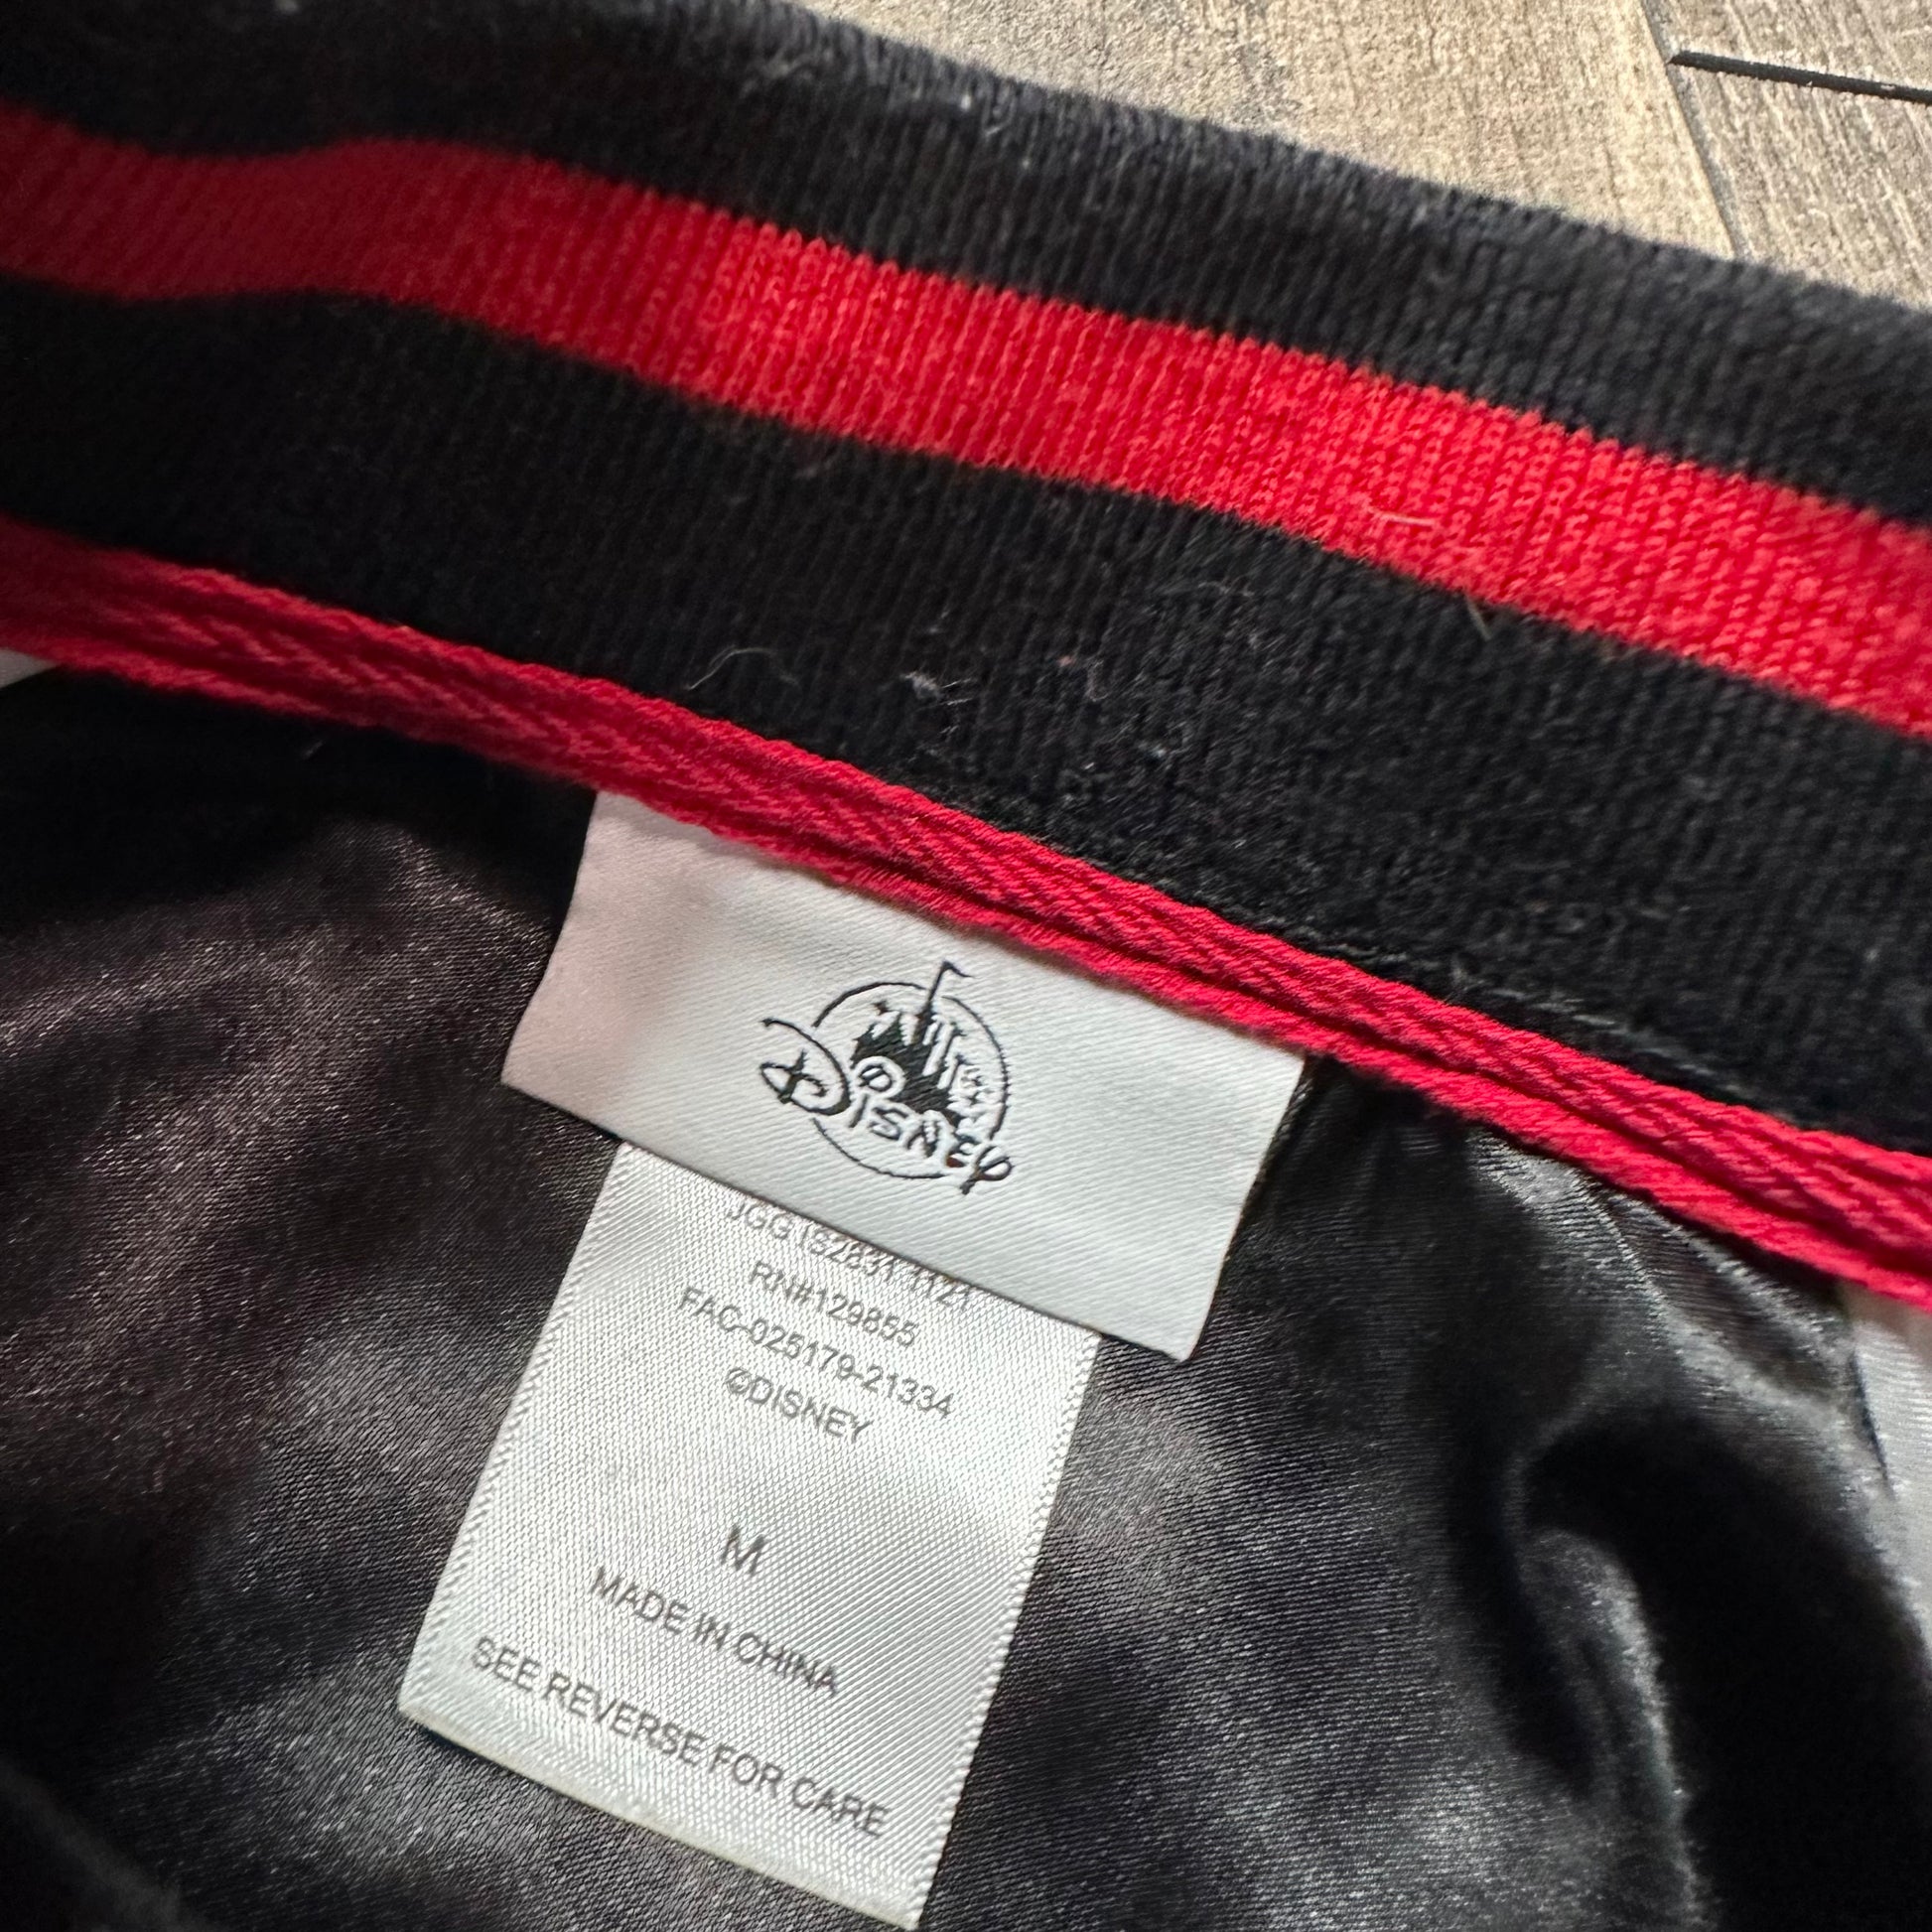 Disney
JGG1S2831 1121
RN#129855
FAC-025179-21334
©DISNEY
M
MADE IN CHINA
SEE REVERSE FOR CARE